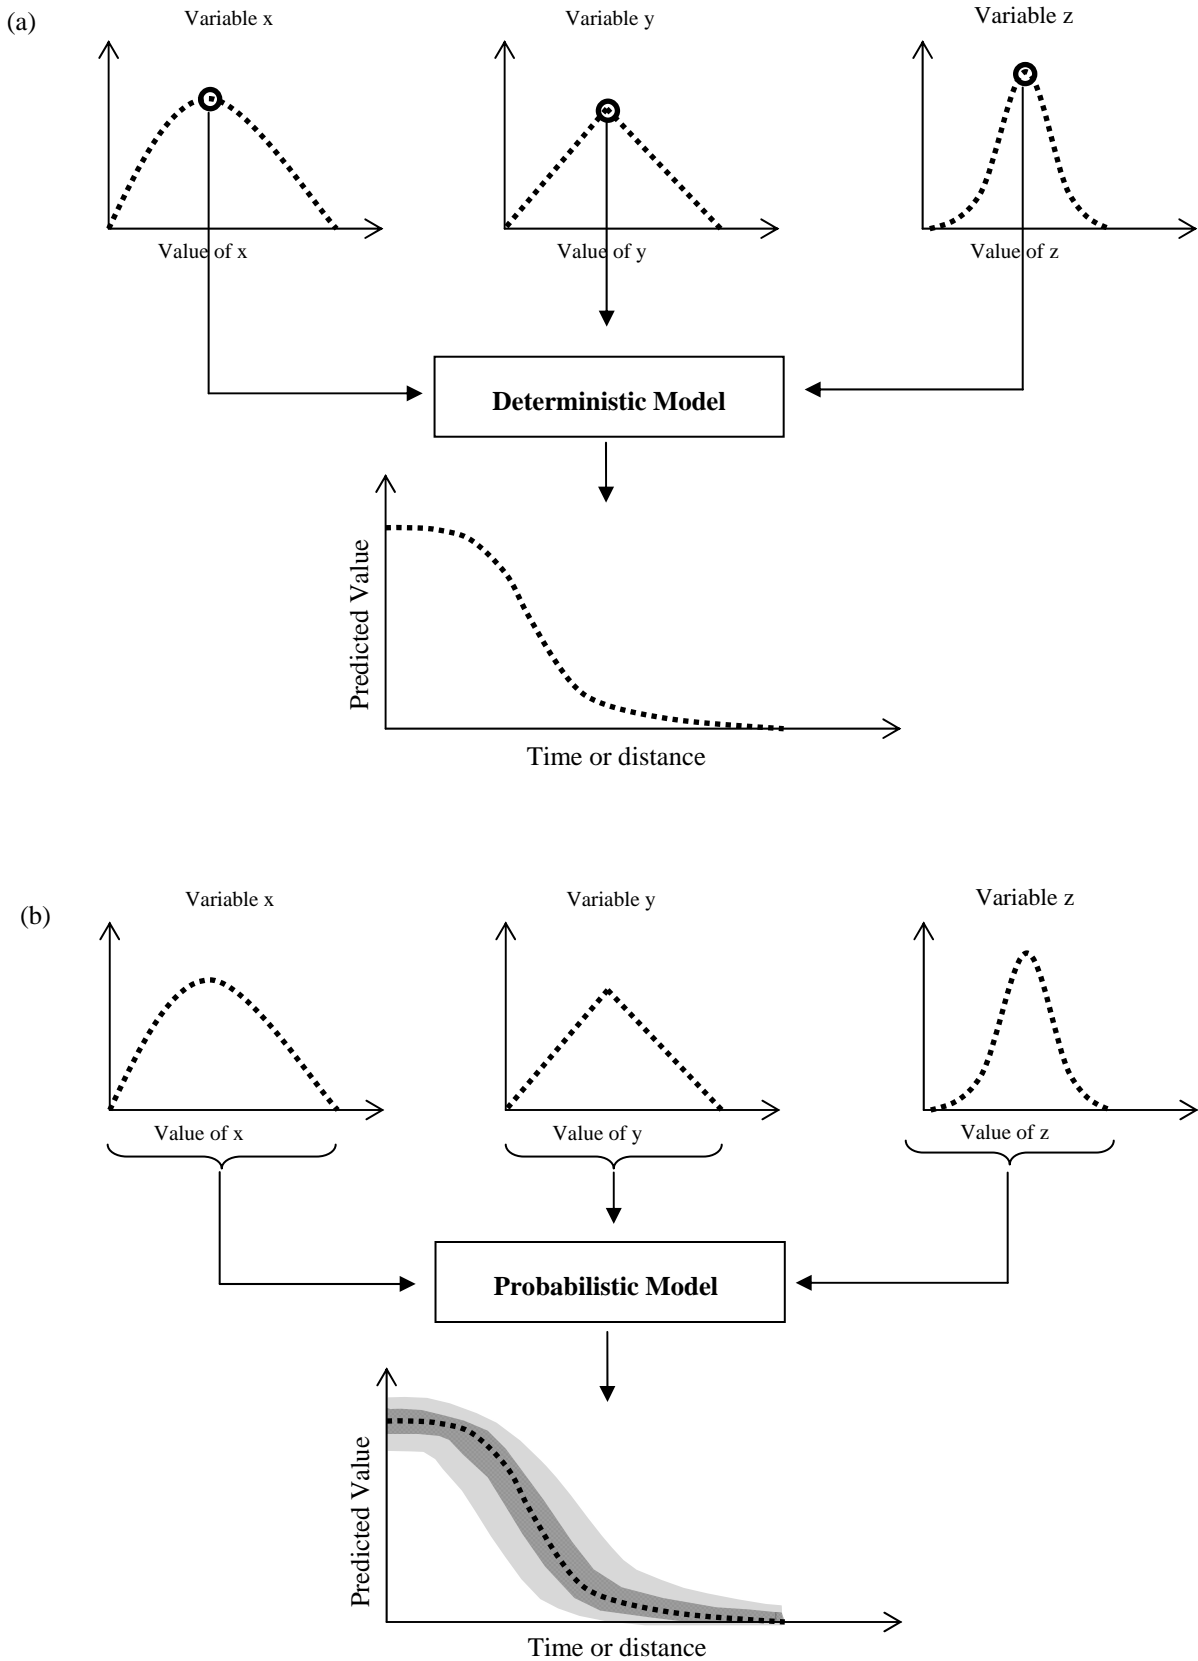 (a)
Variable x
Variable y
Variable z
Value of x
Value of y
Value of z
Deterministic Model
Predicted Value
Time or distance
(b)
Variable x
Variable y
Variable z
Value of x
Value of y
Value of z
Probabilistic Model
Predicted Value
Time or distance